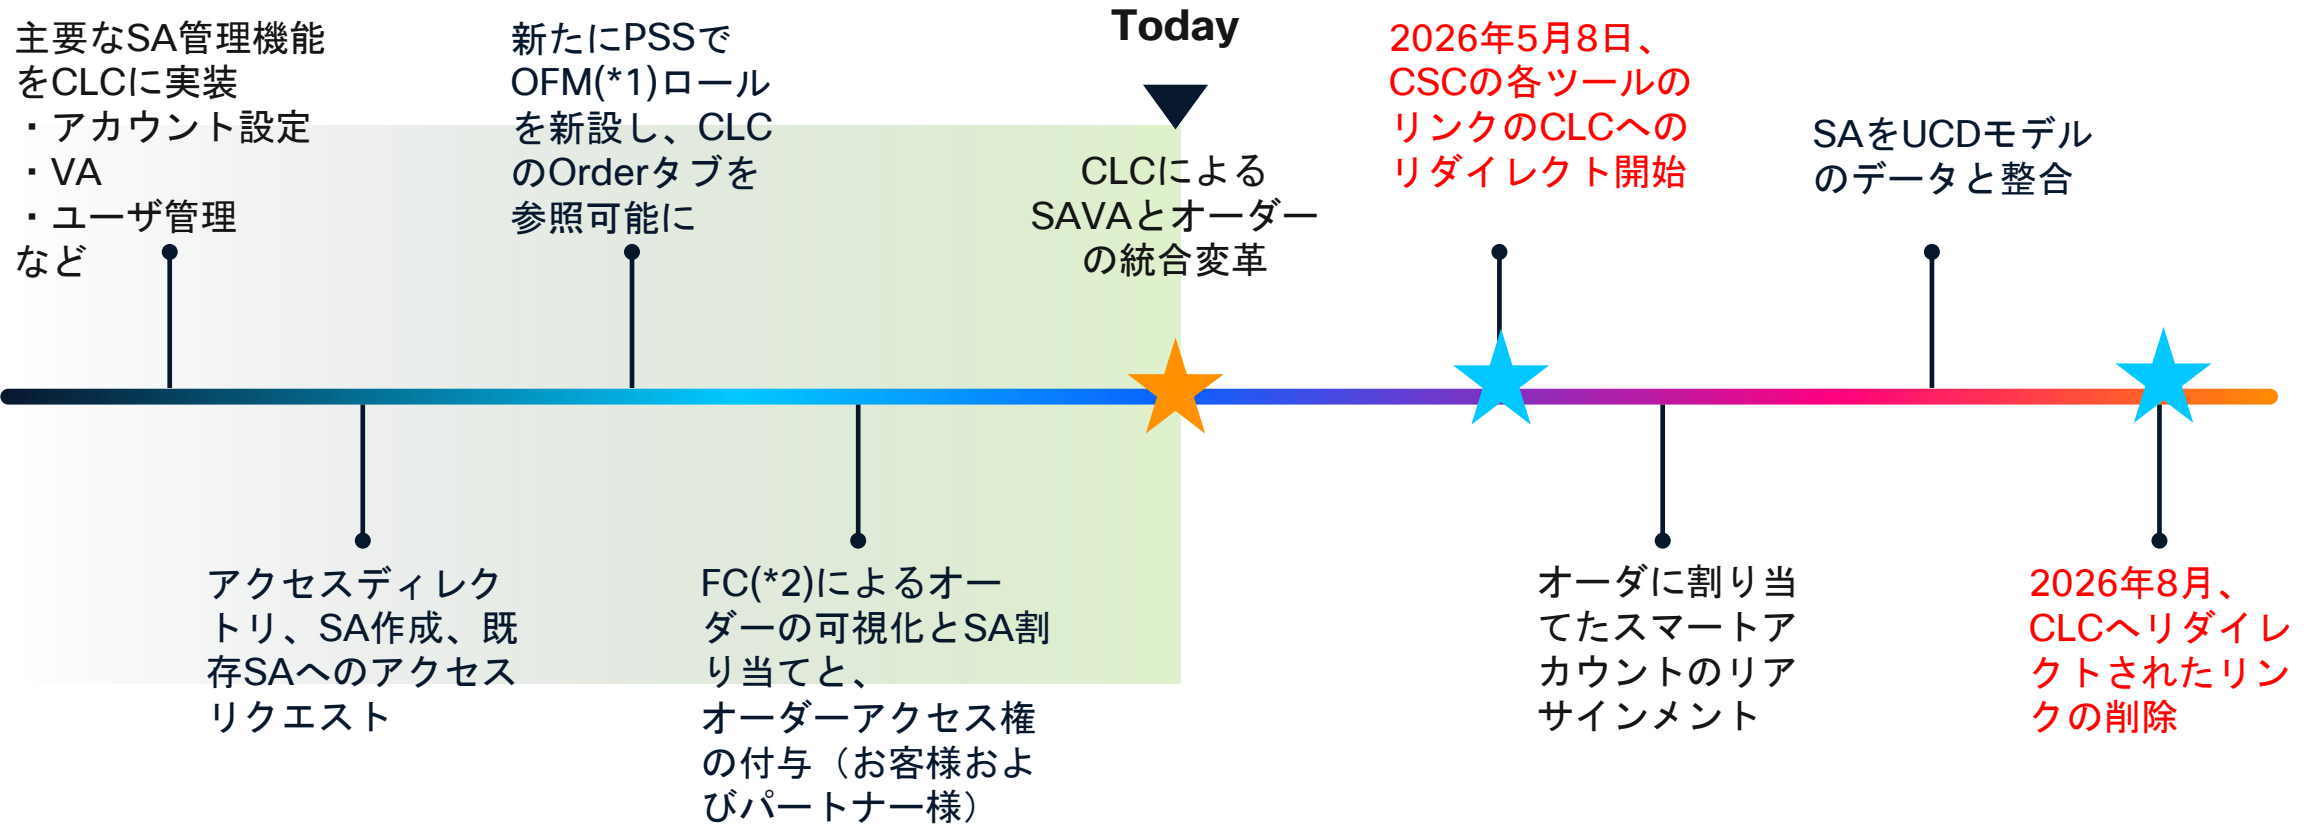 主要なSA管理機能
をCLCに実装
・アカウント設定
・VA
・ユーザ管理
など
新たにPSSで
OFM(*1)ロール
を新設し、CLC
のOrderタブを
参照可能に
Today
CLCによる
SAVAとオーダー
の統合変革
2026年5月8日、
CSCの各ツールの
リンクのCLCへの
リダイレクト開始
SAをUCDモデル
のデータと整合
アクセスディレク
トリ、SA作成、既
存SAへのアクセス
リクエスト
FC(*2)によるオー
ダーの可視化とSA割
り当てと、
オーダーアクセス権
の付与（お客様およ
びパートナー様）
オーダに割り当
てたスマートア
カウントのリア
サインメント
2026年8月、
CLCへリダイレ
クトされたリン
クの削除